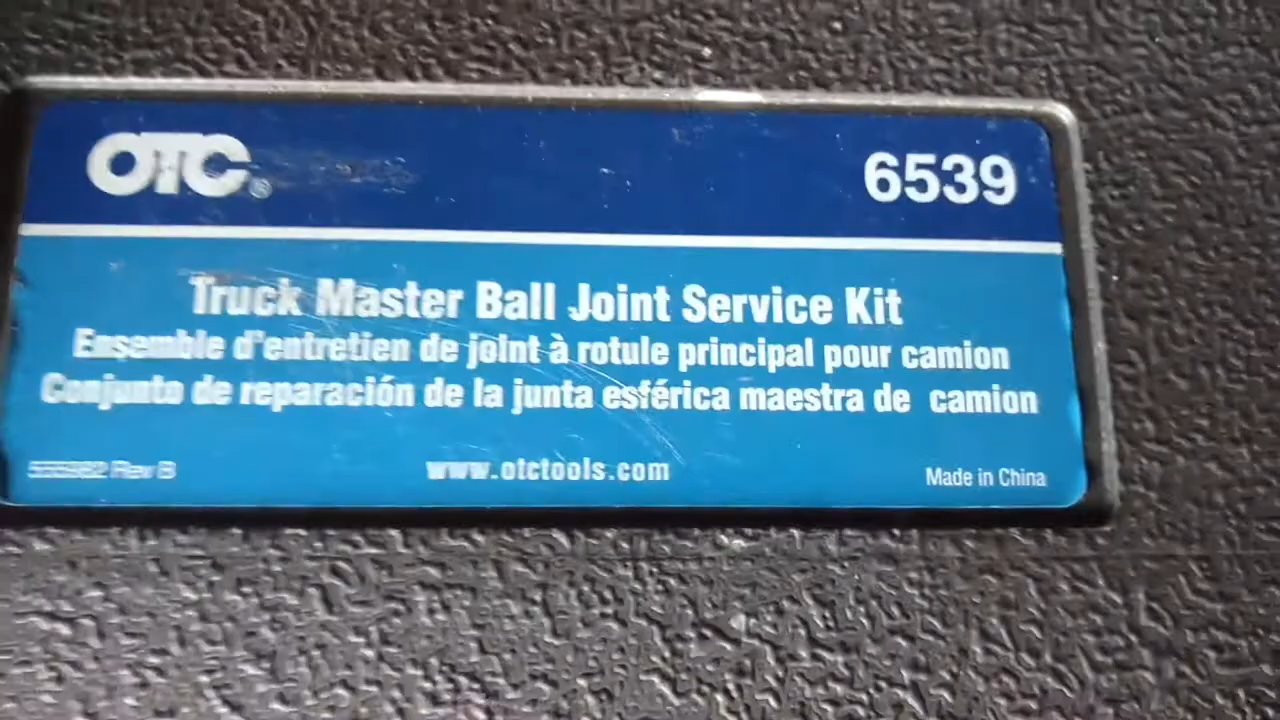 OTC®
6539
Truck Master Ball Joint Service Kit
Ensemble d'entretien de joint à rotule principal pour camion
Conjunto de reparación de la junta esférica maestra de camion
Rev B
www.otctools.com
Made in China